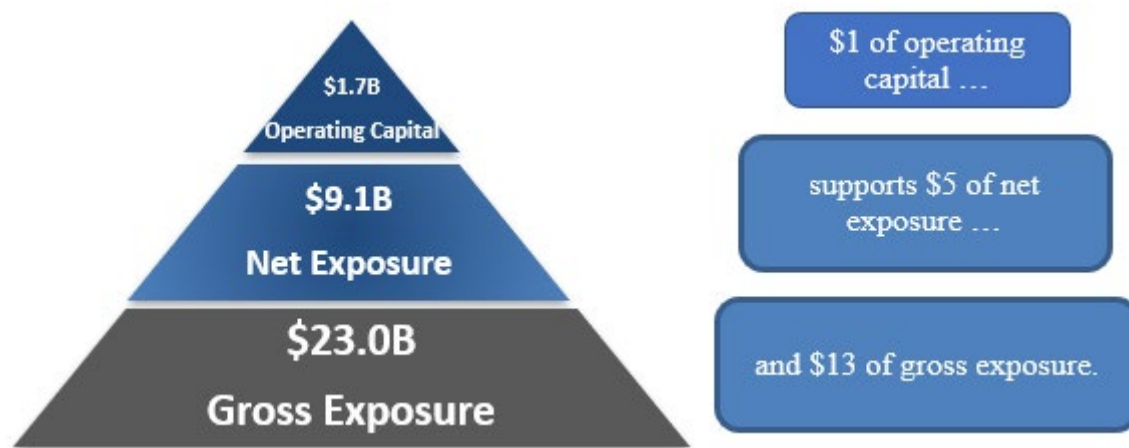 $1.7B
Operating Capital
$9.1B
Net Exposure
$23.0B
Gross Exposure
$1 of operating
capital …
supports $5 of net
exposure …
and $13 of gross exposure.